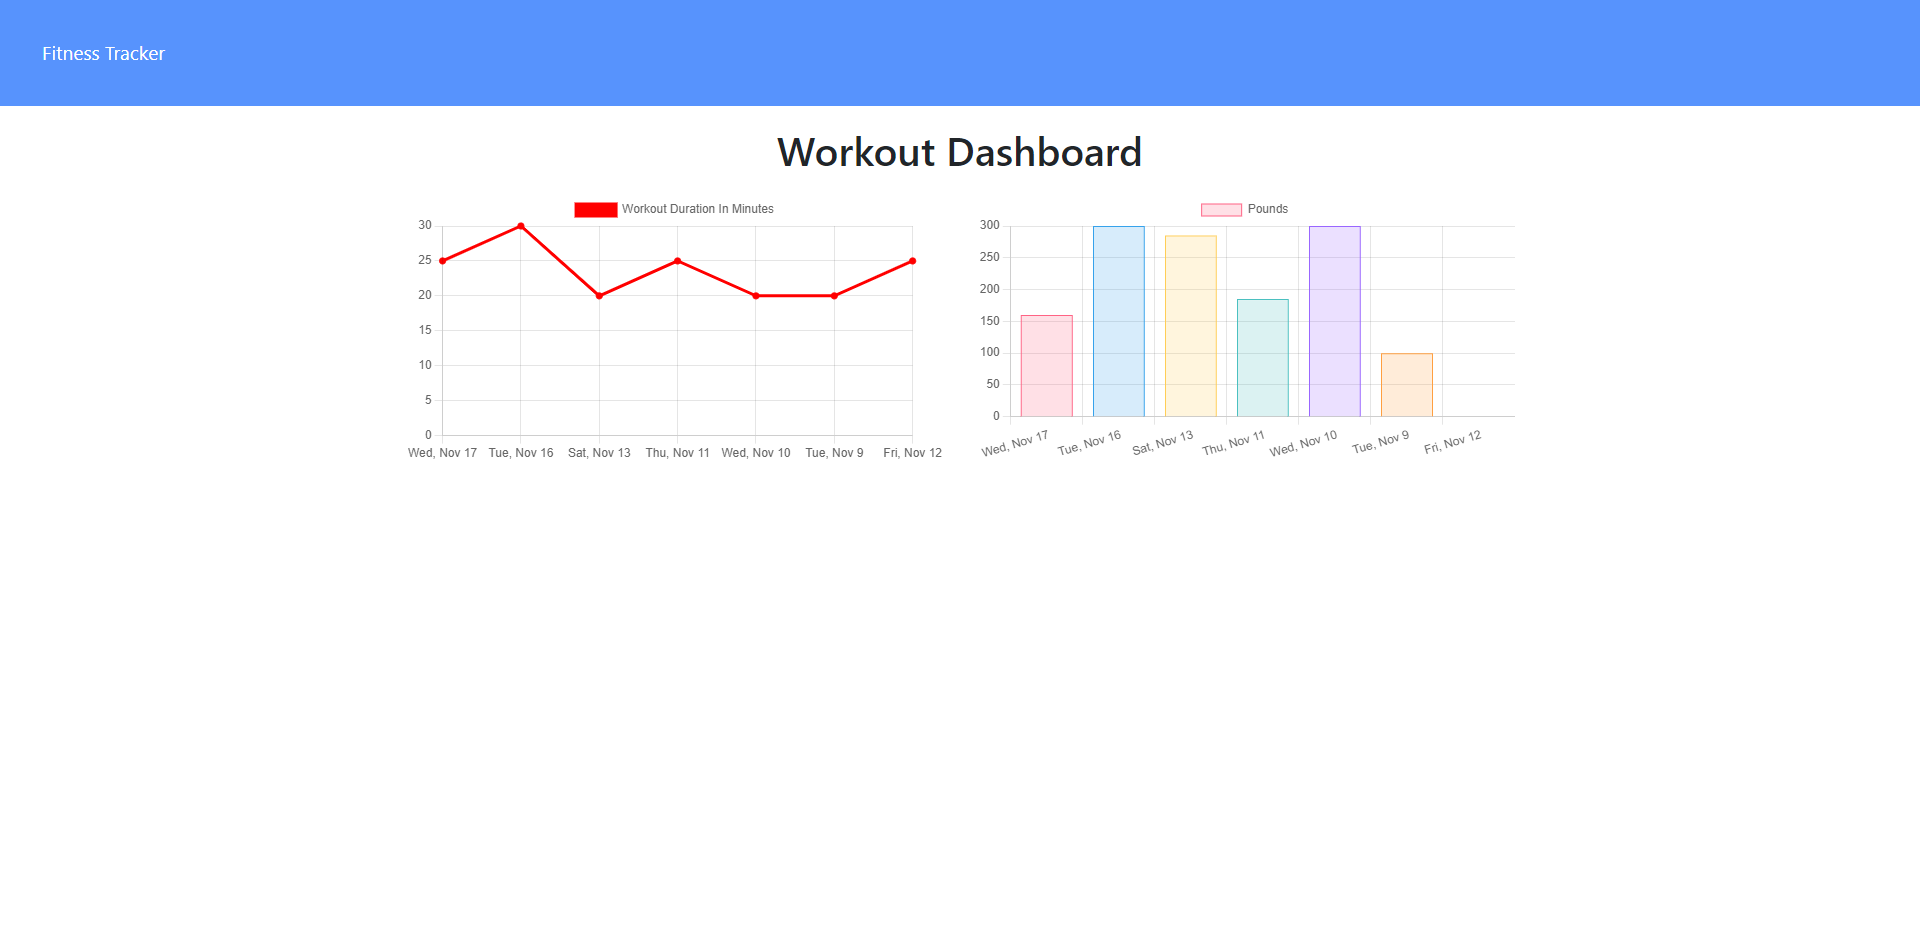 Fitness Tracker
Workout Dashboard
Workout Duration In Minutes
30
25
20
15
10
5
0
Wed, Nov 17 Tue, Nov 16 Sat, Nov 13 Thu, Nov 11 Wed, Nov 10 Tue, Nov 9 Fri, Nov 12
Pounds
300
250
200
150
100
50
0
Wed, Nov 17 Tue, Nov 16 Sat, Nov 13 Thu, Nov 11 Wed, Nov 10 Tue, Nov 9 Fri, Nov 12